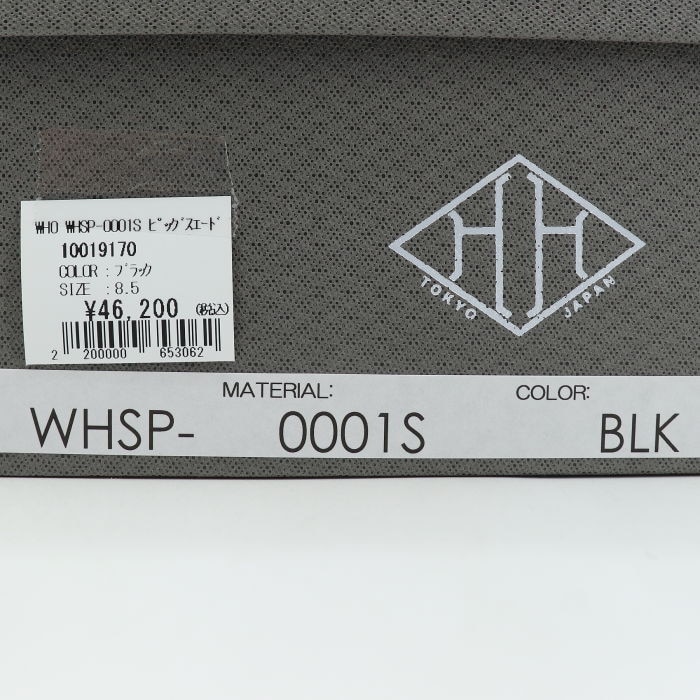 WHO WHSP-0001S ピッグスエード
10019170
COLOR : ブラック
SIZE : 8.5
¥46,200 (税込)
2 200000 653062
WH
TOKYO JAPAN
MATERIAL: COLOR:
WHSP- 0001S BLK